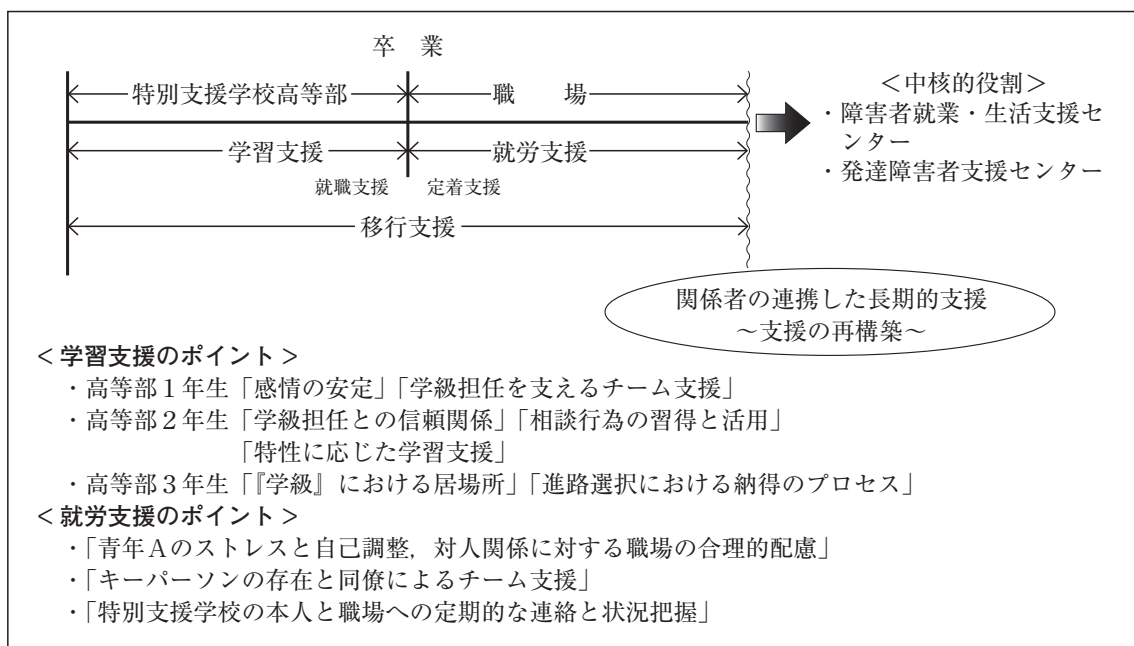 卒　業
特別支援学校高等部
職　　場
＜中核的役割＞
・障害者就業・生活支援セ
ンター
・発達障害者支援センター
学習支援
就労支援
就職支援
定着支援
移行支援
関係者の連携した長期的支援
～支援の再構築～
＜学習支援のポイント＞
・高等部１年生「感情の安定」「学級担任を支えるチーム支援」
・高等部２年生「学級担任との信頼関係」「相談行為の習得と活用」
「特性に応じた学習支援」
・高等部３年生「『学級』における居場所」「進路選択における納得のプロセス」
＜就労支援のポイント＞
・「青年Ａのストレスと自己調整，対人関係に対する職場の合理的配慮」
・「キーパーソンの存在と同僚によるチーム支援」
・「特別支援学校の本人と職場への定期的な連絡と状況把握」